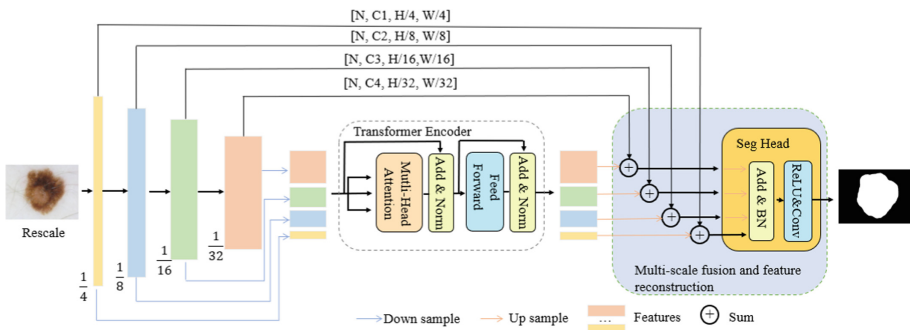 [N, C1, H/4, W/4]
[N, C2, H/8, W/8]
[N, C3, H/16,W/16]
[N, C4, H/32, W/32]
Transformer Encoder
Mutli-Head
Attention
Add & Norm
Feed
Forward
Add & Norm
Seg Head
Add & BN
ReLU&Conv
Rescale
1/4
1/8
1/16
1/32
Multi-scale fusion and feature
reconstruction
Down sample
Up sample
...
Features
Sum